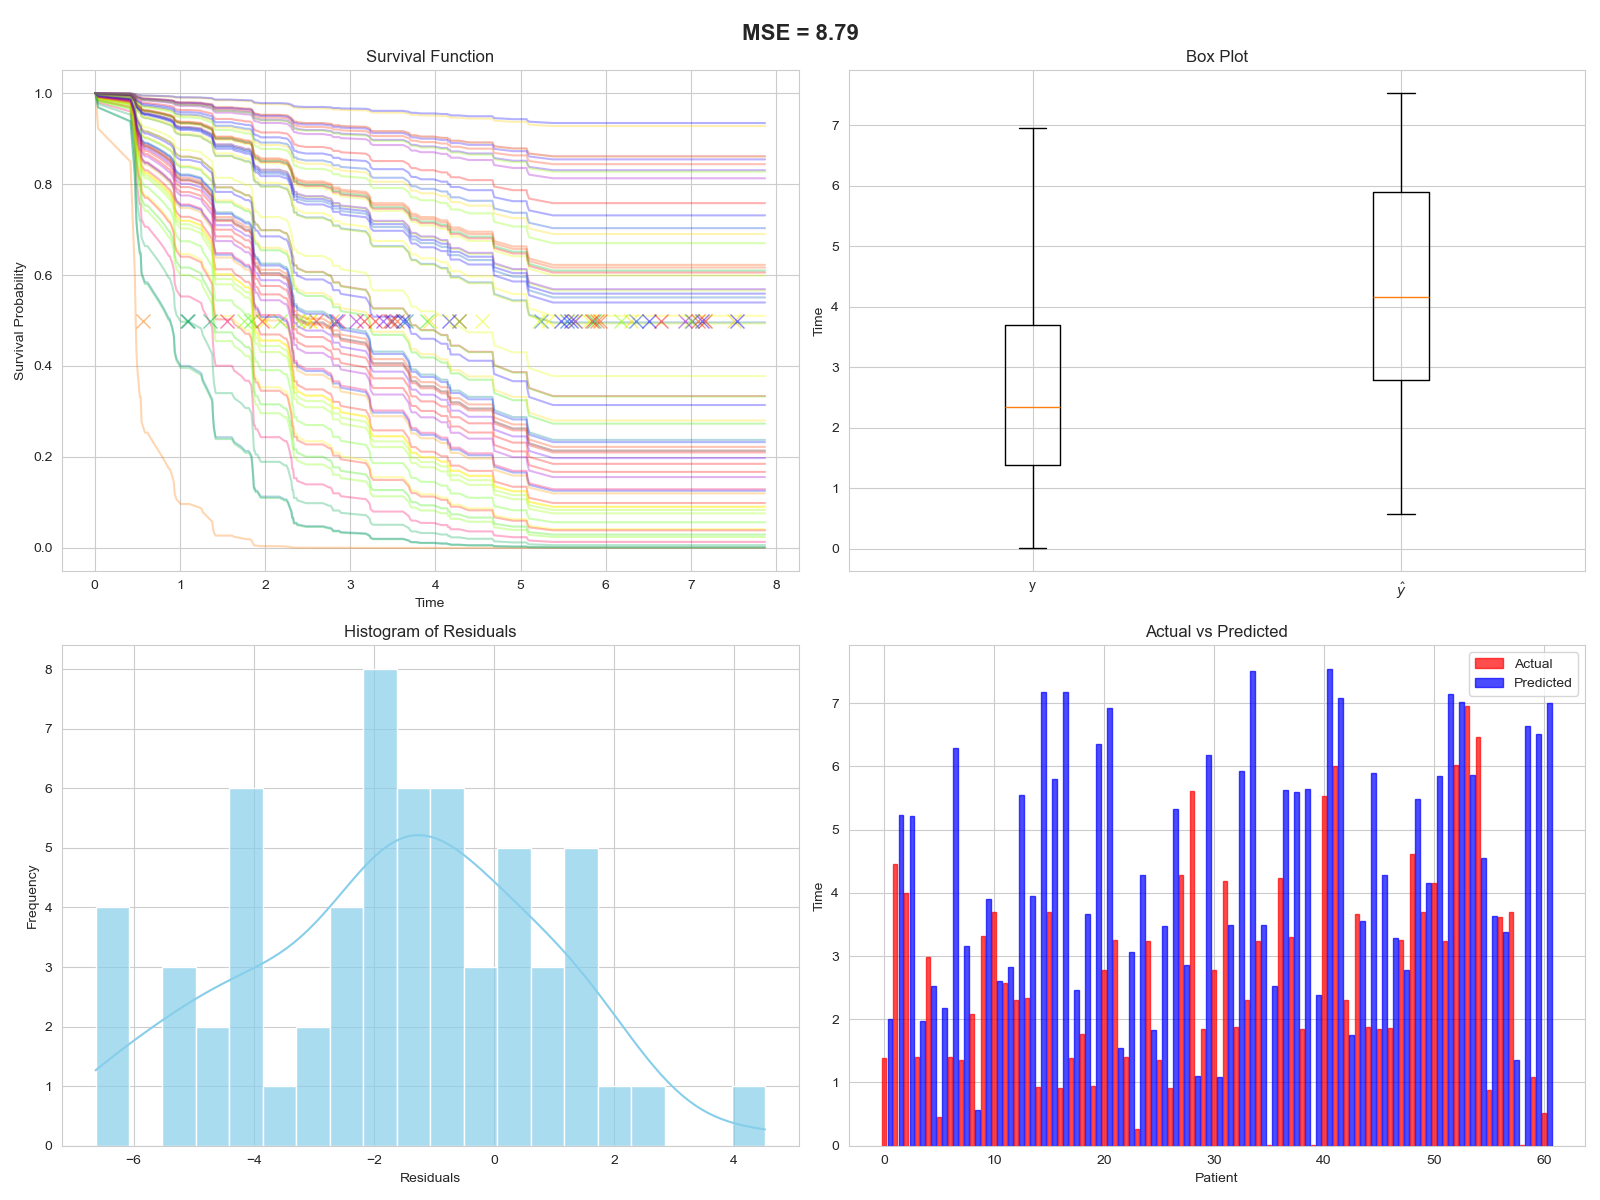 MSE = 8.79
Survival Function
1.0
0.8
0.6
0.4
0.2
0.0
Survival Probability
0 1 2 3 4 5 6 7 8
Time
Box Plot
7
6
5
4
3
2
1
0
Time
y ŷ
Histogram of Residuals
8
7
6
5
4
3
2
1
0
Frequency
−6 −4 −2 0 2 4
Residuals
Actual vs Predicted
Actual
Predicted
7
6
5
4
3
2
1
0
Time
0 10 20 30 40 50 60
Patient